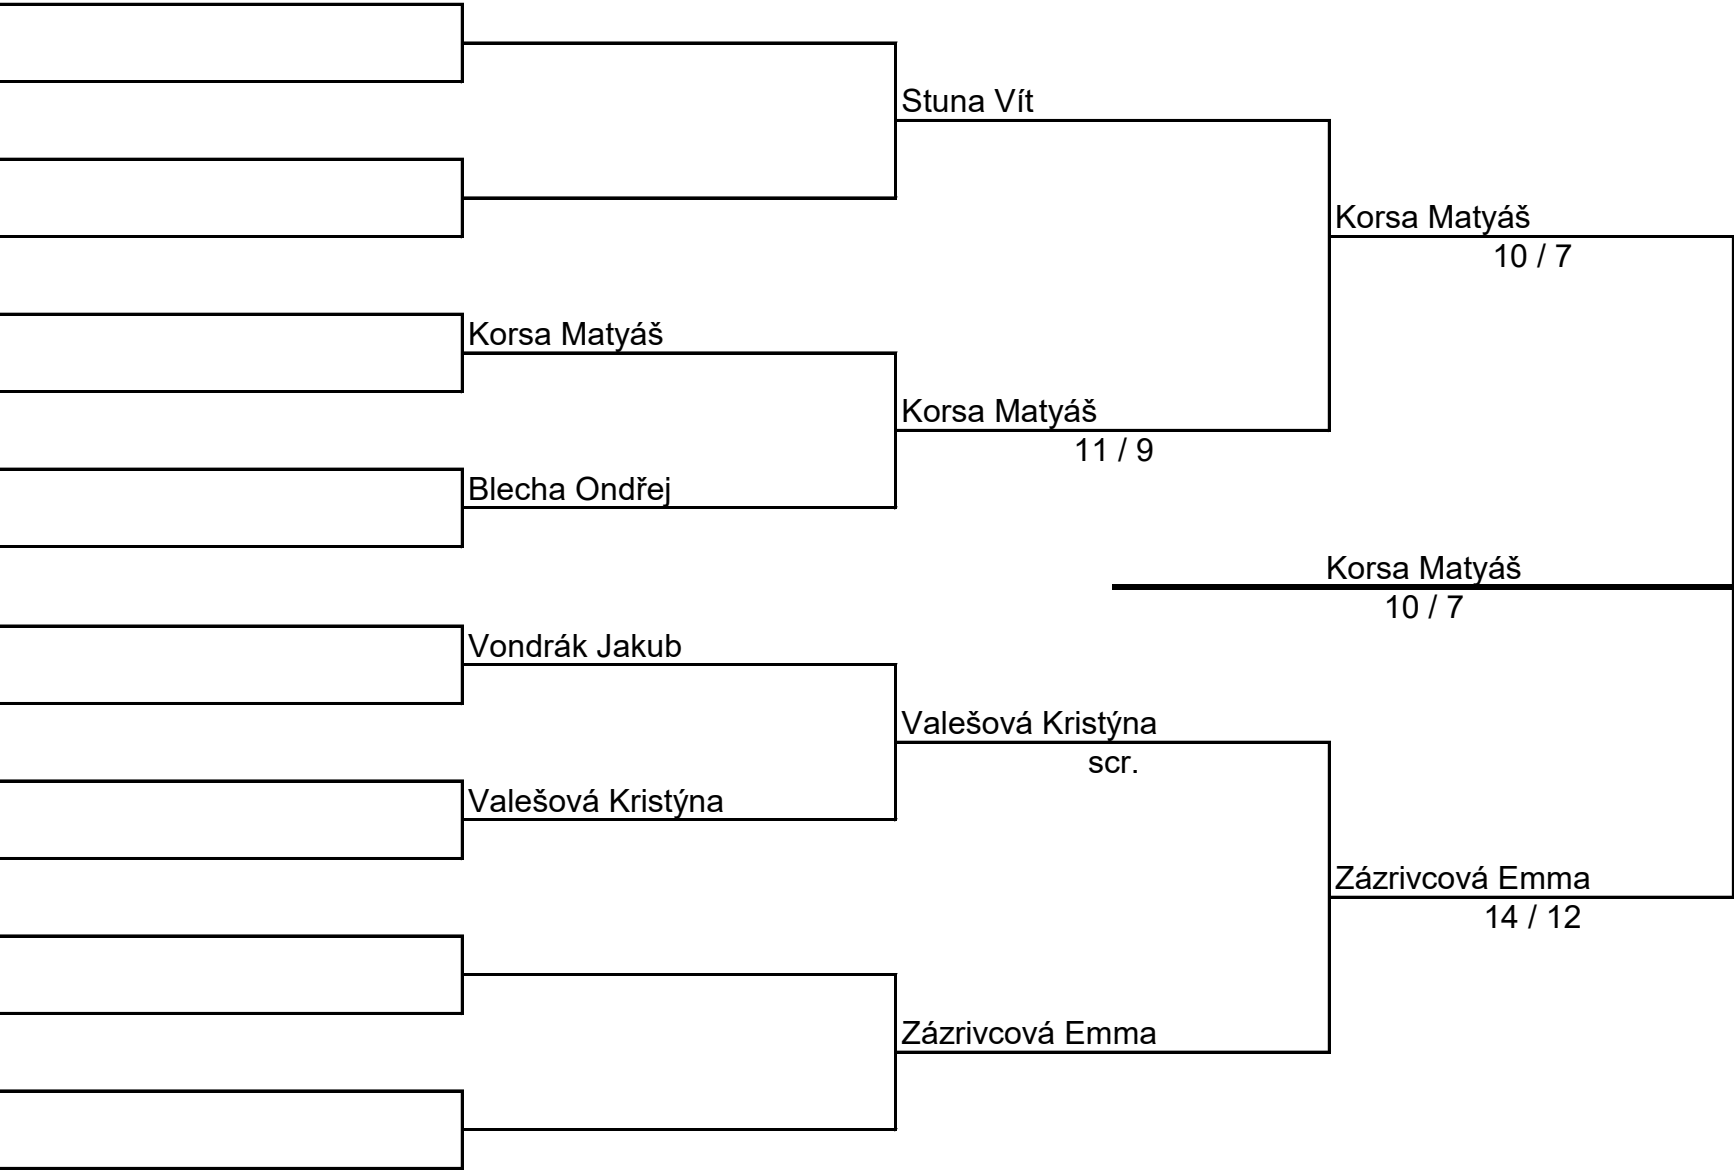 Stuna Vít
Korsa Matyáš
10 / 7
Korsa Matyáš
Korsa Matyáš
11 / 9
Blecha Ondřej
Korsa Matyáš
10 / 7
Vondrák Jakub
Valešová Kristýna
scr.
Valešová Kristýna
Zázrivcová Emma
14 / 12
Zázrivcová Emma